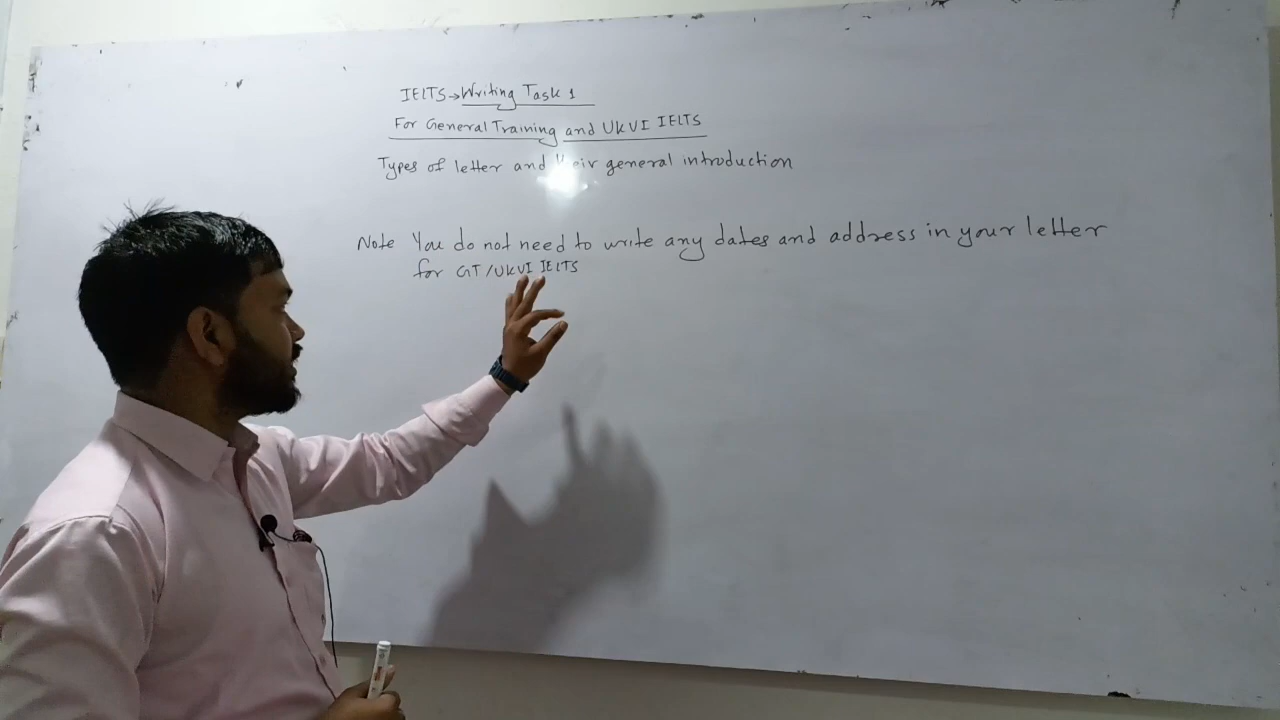 IELTS→Writing Task 1
For General Training and UKVI IELTS
Types of letter and their general introduction
Note You do not need to write any dates and address in your letter
for GT/UKVI IELTS